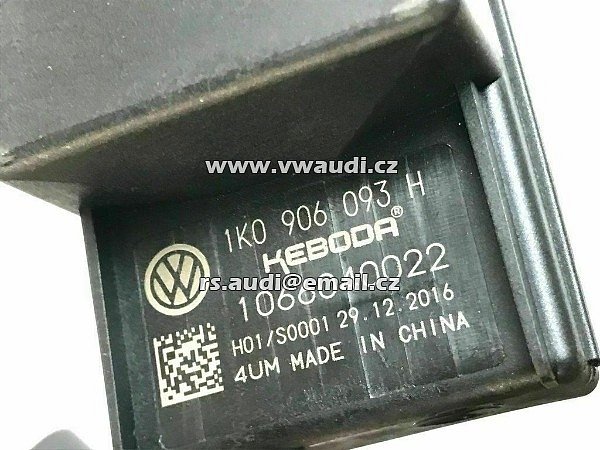 www.vwaudi.cz
1K0 906 093 H
KEBODA®
rs.audi@email.cz
1066040022
H01/S0001 29.12.2016
4UM MADE IN CHINA